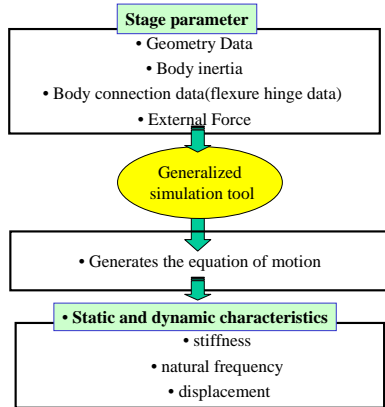 Stage parameter
• Geometry Data
• Body inertia
• Body connection data(flexure hinge data)
• External Force
Generalized
simulation tool
• Generates the equation of motion
• Static and dynamic characteristics
• stiffness
• natural frequency
• displacement